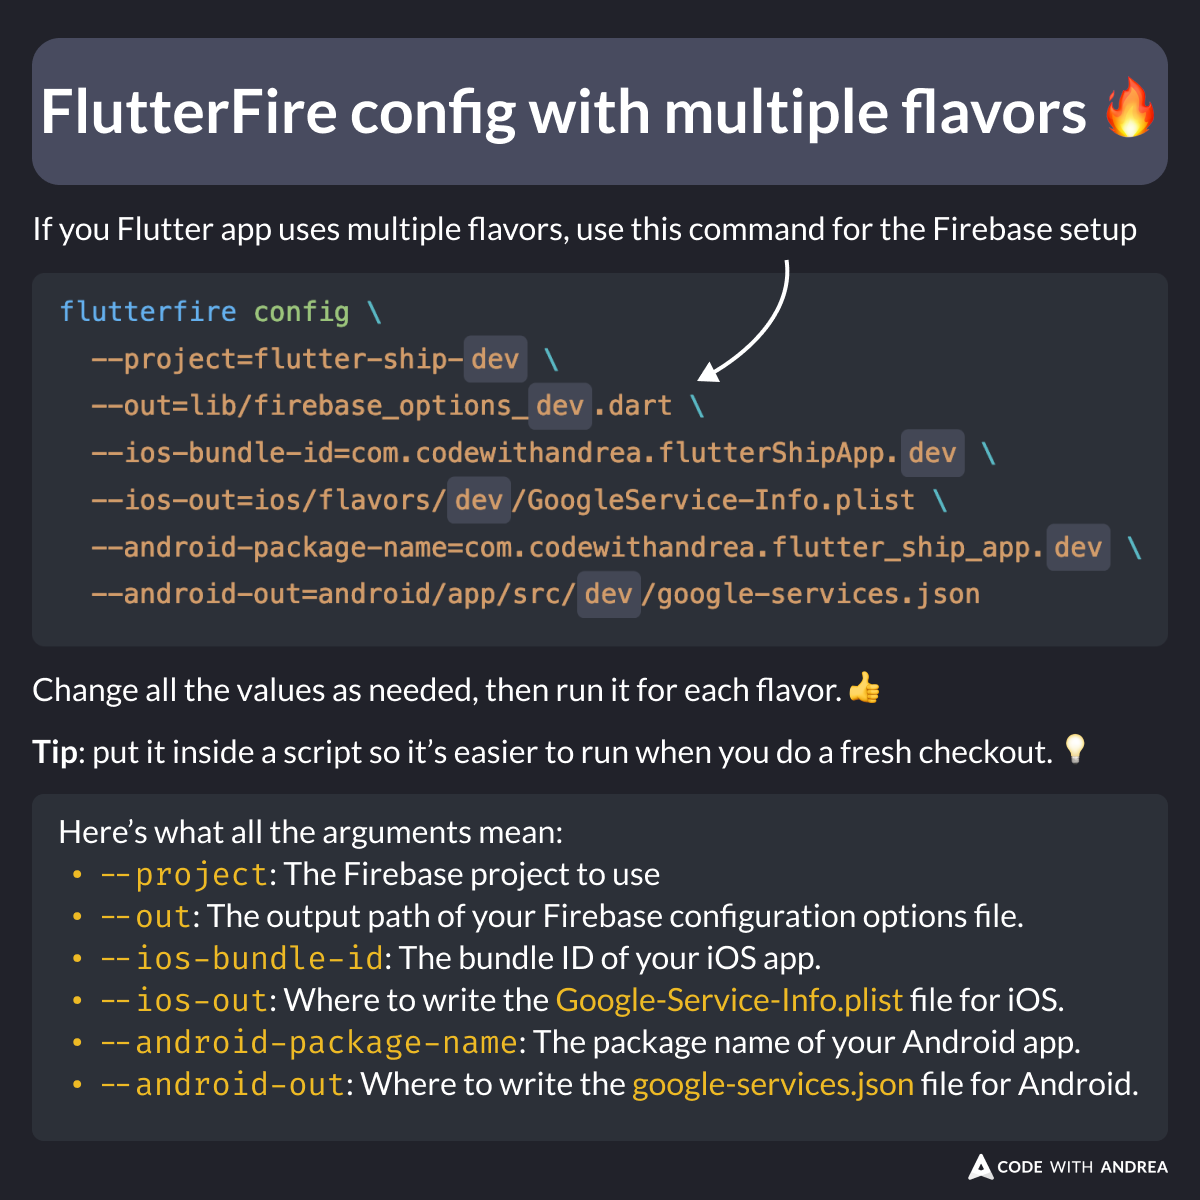 FlutterFire config with multiple flavors 🔥
If you Flutter app uses multiple flavors, use this command for the Firebase setup
flutterfire config \
--project=flutter-ship-dev \
--out=lib/firebase_options_dev.dart \
--ios-bundle-id=com.codewithandrea.flutterShipApp.dev \
--ios-out=ios/flavors/dev/GoogleService-Info.plist \
--android-package-name=com.codewithandrea.flutter_ship_app.dev \
--android-out=android/app/src/dev/google-services.json
Change all the values as needed, then run it for each flavor. 👍
Tip: put it inside a script so it’s easier to run when you do a fresh checkout. 💡
Here’s what all the arguments mean:
• --project: The Firebase project to use
• --out: The output path of your Firebase configuration options file.
• --ios-bundle-id: The bundle ID of your iOS app.
• --ios-out: Where to write the Google-Service-Info.plist file for iOS.
• --android-package-name: The package name of your Android app.
• --android-out: Where to write the google-services.json file for Android.
CODE WITH ANDREA